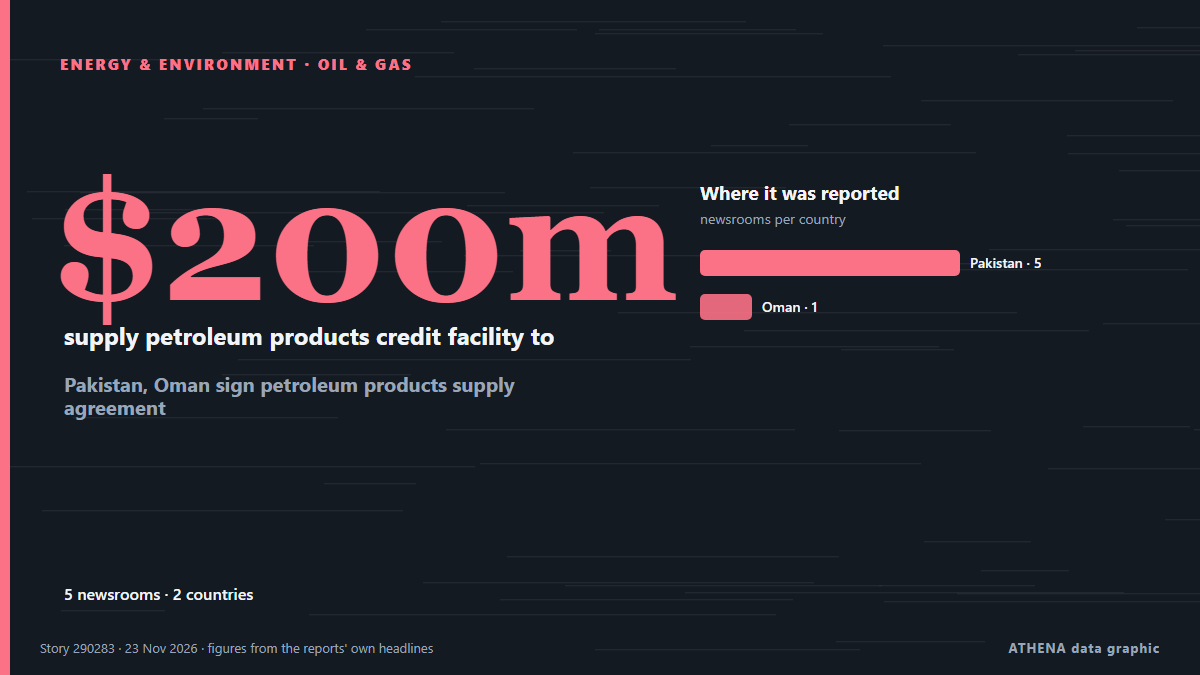 ENERGY & ENVIRONMENT · OIL & GAS
$200m
supply petroleum products credit facility to
Pakistan, Oman sign petroleum products supply
agreement
Where it was reported
newsrooms per country
Pakistan · 5
Oman · 1
5 newsrooms · 2 countries
Story 290283 · 23 Nov 2026 · figures from the reports' own headlines
ATHENA data graphic